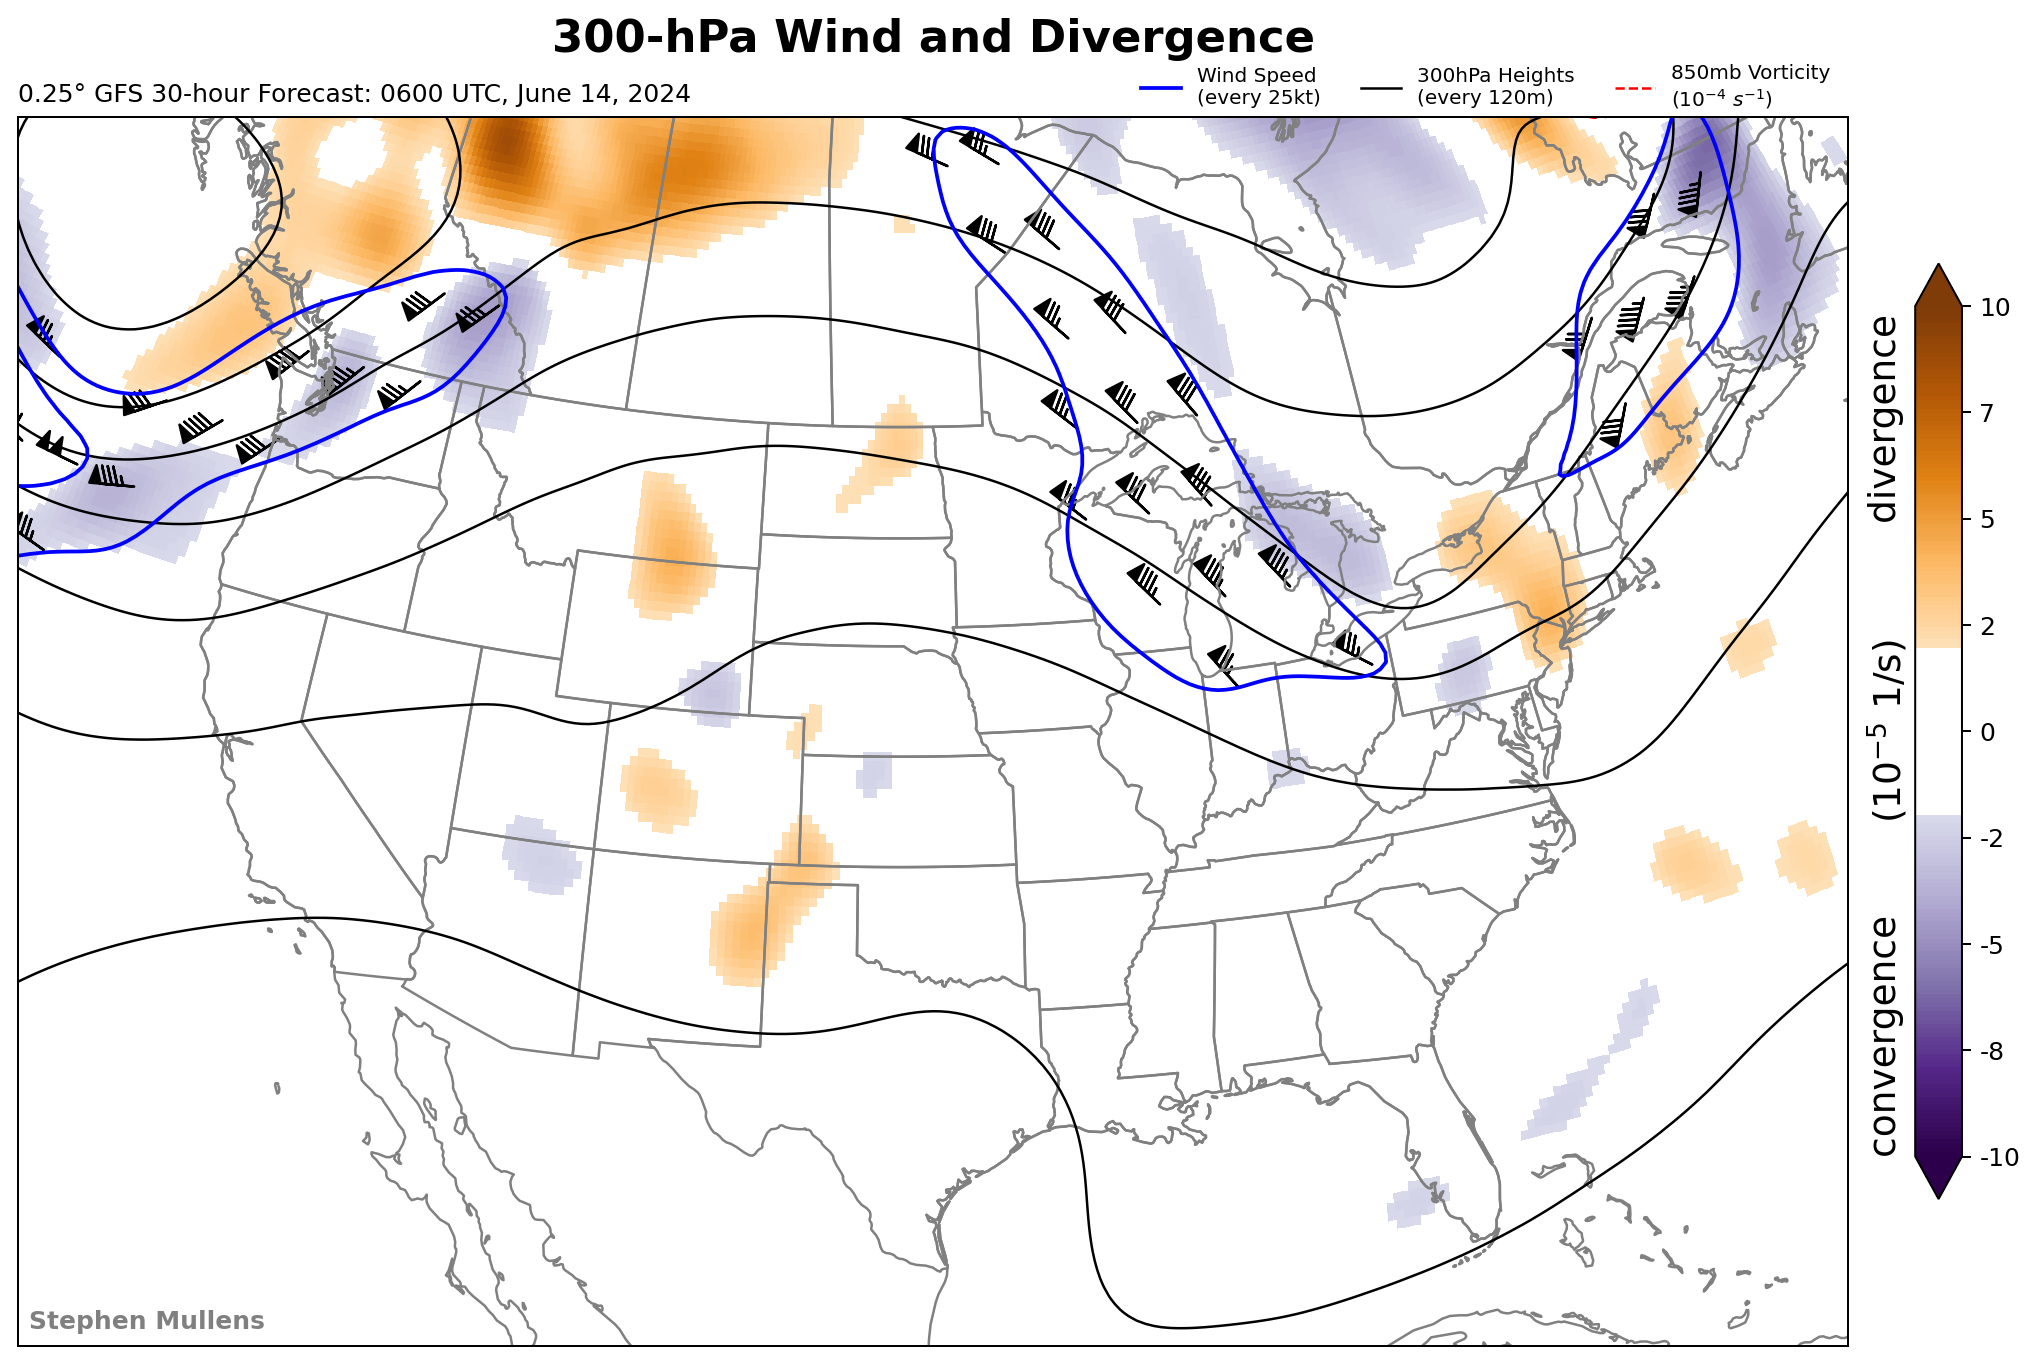 300-hPa Wind and Divergence
0.25° GFS 30-hour Forecast: 0600 UTC, June 14, 2024
Wind Speed
(every 25kt)
300hPa Heights
(every 120m)
850mb Vorticity
(10⁻⁴ s⁻¹)
10
7
5
2
0
-2
-5
-8
-10
convergence (10⁻⁵ 1/s) divergence
Stephen Mullens